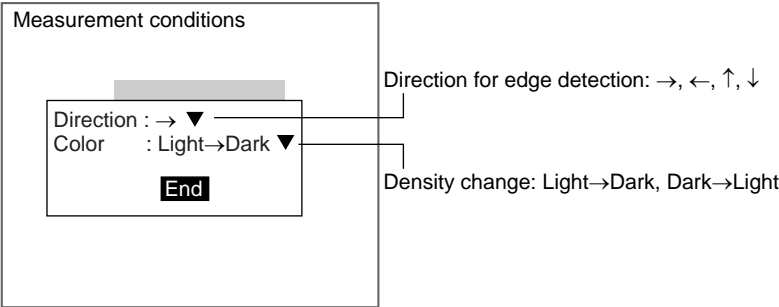 Measurement conditions
Direction for edge detection: →, ←, ↑, ↓
Direction : → ▼
Color : Light→Dark ▼
Density change: Light→Dark, Dark→Light
End